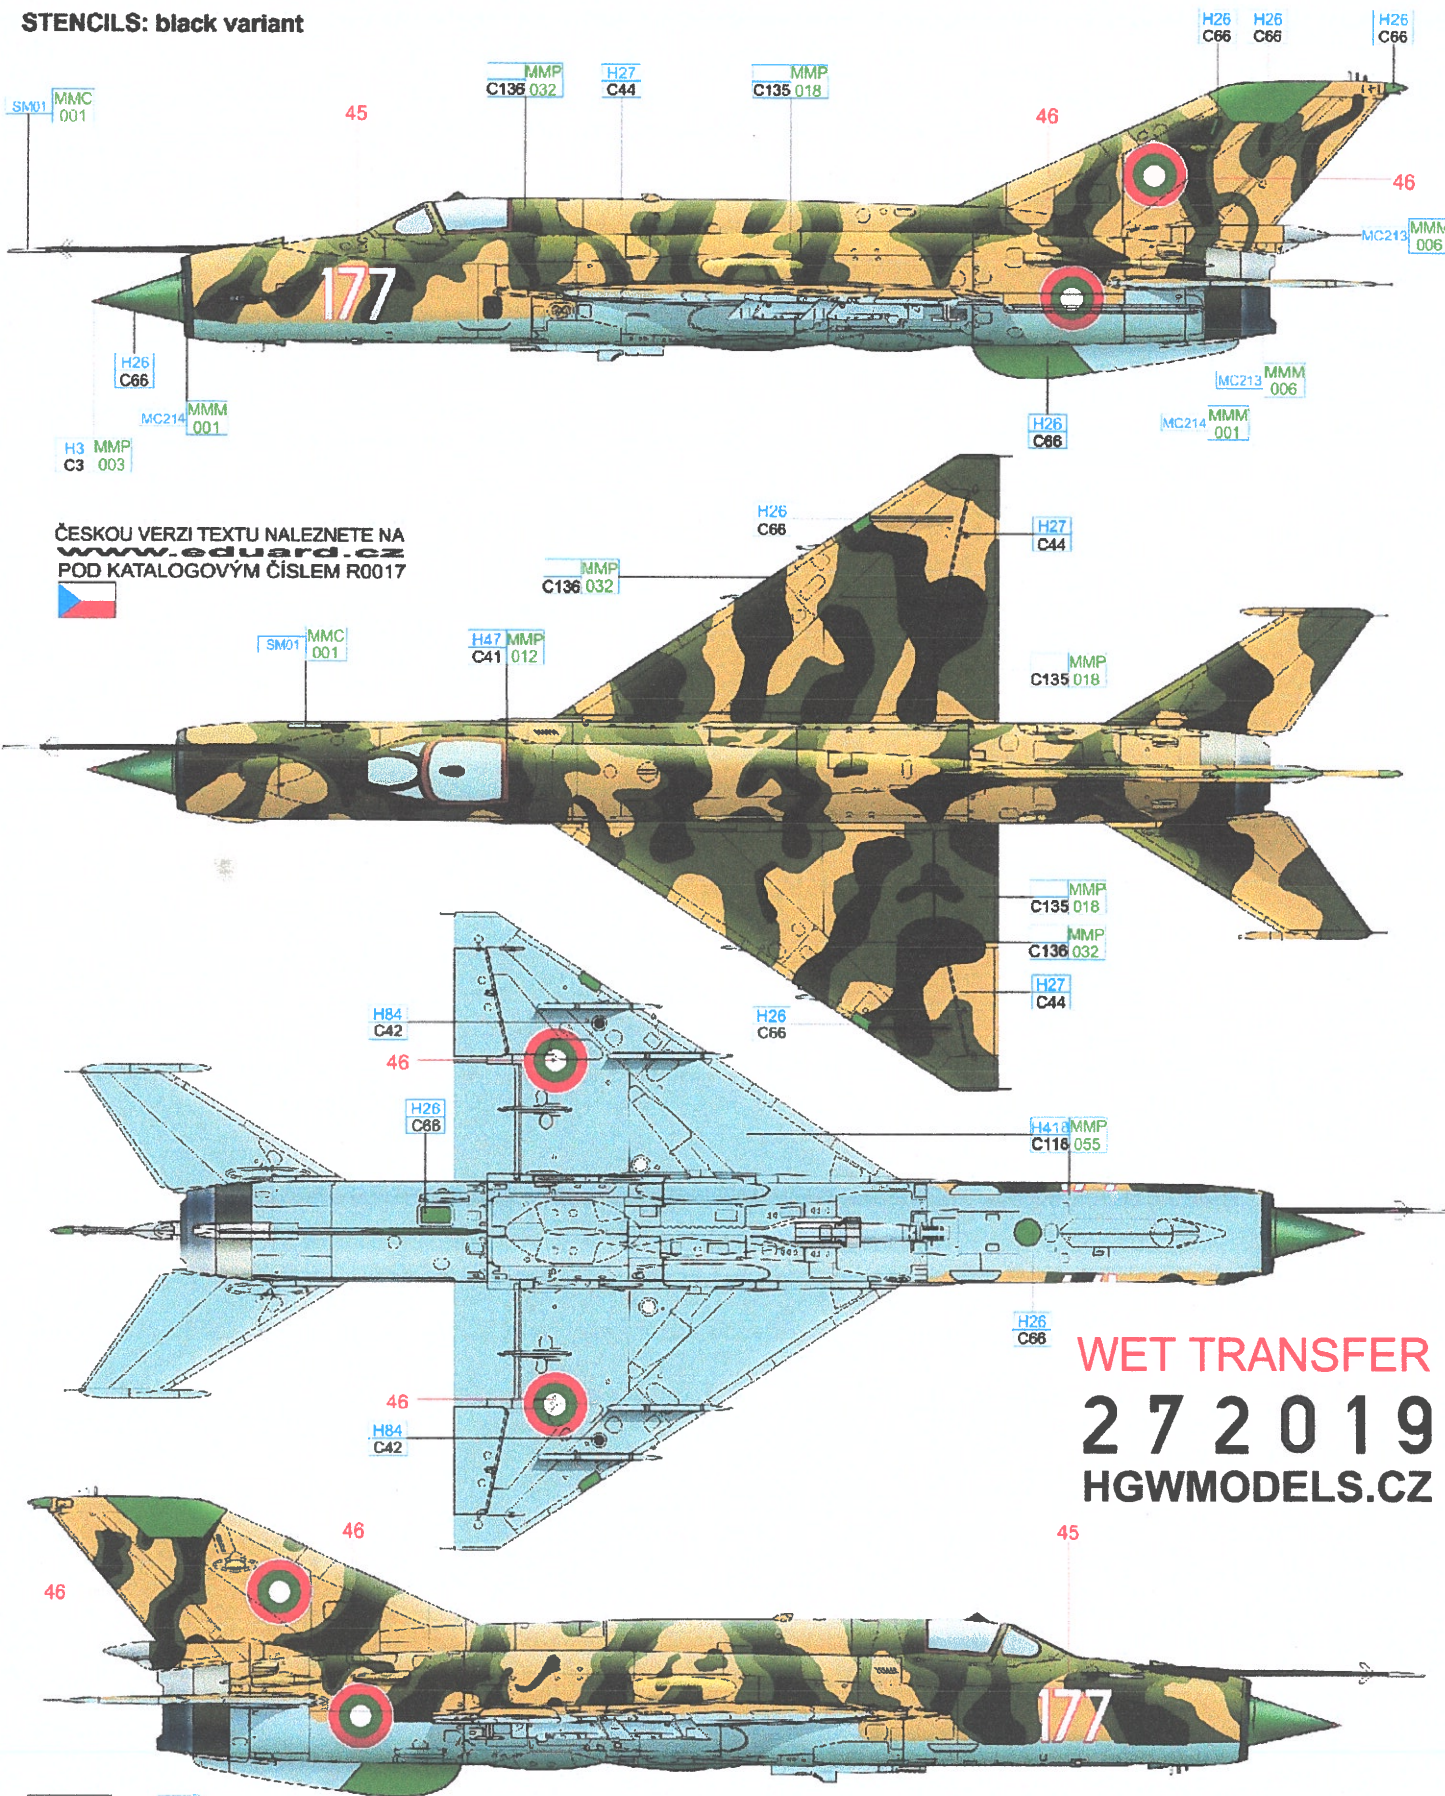 STENCILS: black variant
H26
C66
H26
C66
H26
C66
SM01 MMC
001
45
MMP
C136 032
H27
C44
MMP
C135 018
46
46
MC213 MMM
006
177
H26
C66
MC214 MMM
001
H3 MMP
C3 003
MC213 MMM
006
MC214 MMM
001
H26
C66
ČESKOU VERZI TEXTU NALEZNETE NA
www.eduard.cz
POD KATALOGOVÝM ČÍSLEM R0017
H26
C66
H27
C44
MMP
C136 032
SM01 MMC
001
H47 MMP
C41 012
MMP
C135 018
MMP
C135 018
MMP
C136 032
H27
C44
H26
C66
H84
C42
46
H26
C66
H418 MMP
C118 055
H26
C66
46
H84
C42
WET TRANSFER
272019
HGWMODELS.CZ
46
46
45
177